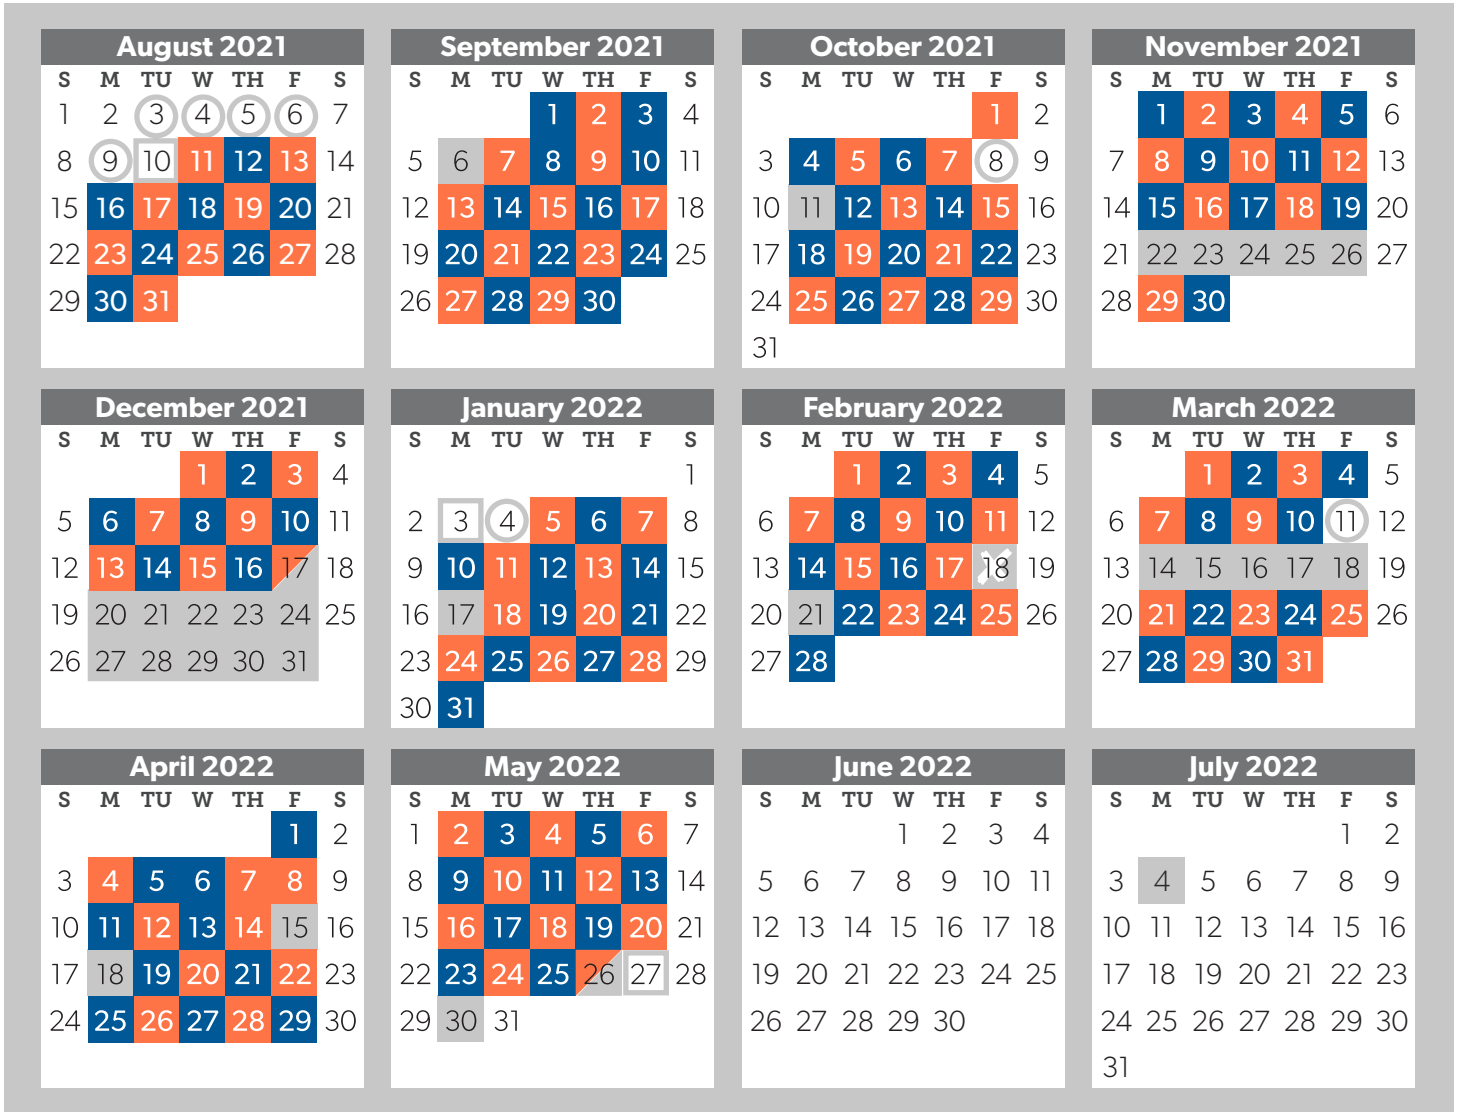 August 2021
S M TU W TH F S
1 2 3 4 5 6 7
8 9 10 11 12 13 14
15 16 17 18 19 20 21
22 23 24 25 26 27 28
29 30 31
September 2021
S M TU W TH F S
1 2 3 4
5 6 7 8 9 10 11
12 13 14 15 16 17 18
19 20 21 22 23 24 25
26 27 28 29 30
October 2021
S M TU W TH F S
1 2
3 4 5 6 7 8 9
10 11 12 13 14 15 16
17 18 19 20 21 22 23
24 25 26 27 28 29 30
31
November 2021
S M TU W TH F S
1 2 3 4 5 6
7 8 9 10 11 12 13
14 15 16 17 18 19 20
21 22 23 24 25 26 27
28 29 30
December 2021
S M TU W TH F S
1 2 3 4
5 6 7 8 9 10 11
12 13 14 15 16 17 18
19 20 21 22 23 24 25
26 27 28 29 30 31
January 2022
S M TU W TH F S
1
2 3 4 5 6 7 8
9 10 11 12 13 14 15
16 17 18 19 20 21 22
23 24 25 26 27 28 29
30 31
February 2022
S M TU W TH F S
1 2 3 4 5
6 7 8 9 10 11 12
13 14 15 16 17 18 19
20 21 22 23 24 25 26
27 28
March 2022
S M TU W TH F S
1 2 3 4 5
6 7 8 9 10 11 12
13 14 15 16 17 18 19
20 21 22 23 24 25 26
27 28 29 30 31
April 2022
S M TU W TH F S
1 2
3 4 5 6 7 8 9
10 11 12 13 14 15 16
17 18 19 20 21 22 23
24 25 26 27 28 29 30
May 2022
S M TU W TH F S
1 2 3 4 5 6 7
8 9 10 11 12 13 14
15 16 17 18 19 20 21
22 23 24 25 26 27 28
29 30 31
June 2022
S M TU W TH F S
1 2 3 4
5 6 7 8 9 10 11
12 13 14 15 16 17 18
19 20 21 22 23 24 25
26 27 28 29 30
July 2022
S M TU W TH F S
1 2
3 4 5 6 7 8 9
10 11 12 13 14 15 16
17 18 19 20 21 22 23
24 25 26 27 28 29 30
31